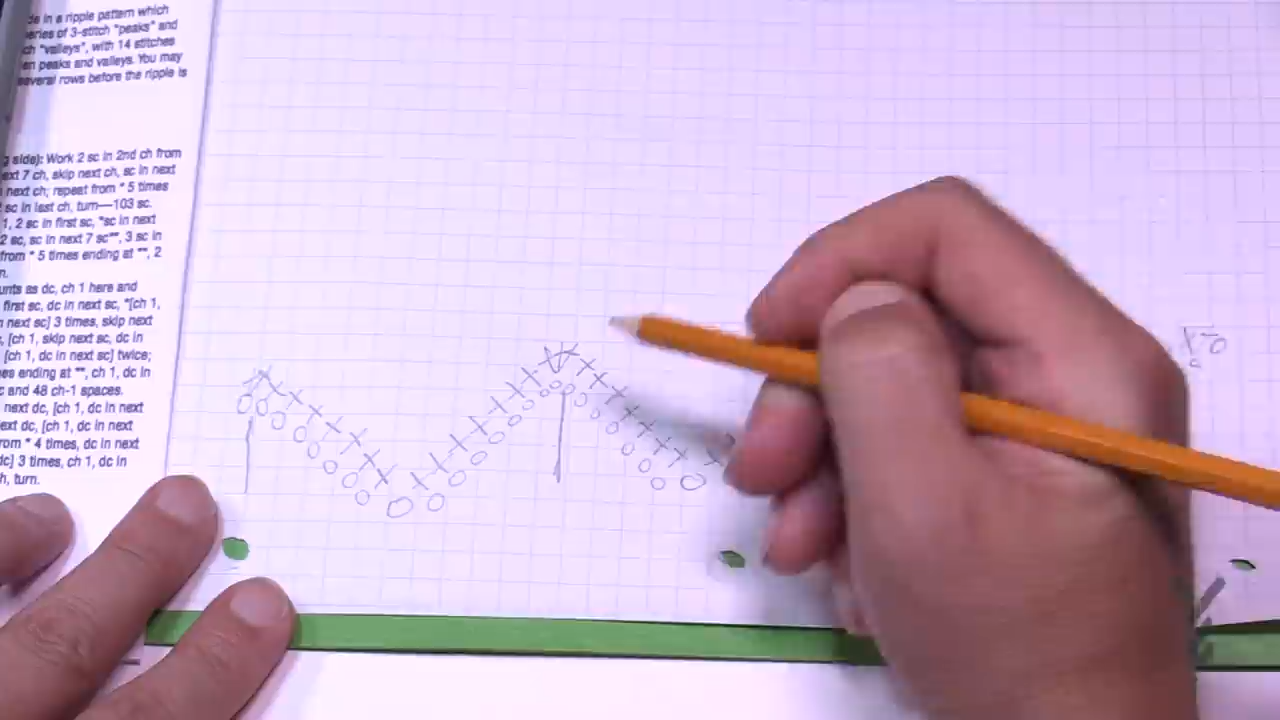 de in a ripple pattern which
eries of 3-stitch "peaks" and
ch "valleys", with 14 stitches
en peaks and valleys. You may
several rows before the ripple is
g side): Work 2 sc in 2nd ch from
ext 7 ch, skip next ch, sc in next
next ch; repeat from * 5 times
2 sc in last ch, turn—103 sc.
1, 2 sc in first sc, *sc in next
2 sc, sc in next 7 sc**, 3 sc in
from * 5 times ending at **, 2
n.
unts as dc, ch 1 here and
first sc, dc in next sc, *[ch 1,
next sc] 3 times, skip next
, [ch 1, skip next sc, dc in
[ch 1, dc in next sc] twice;
es ending at **, ch 1, dc in
c and 48 ch-1 spaces.
next dc, [ch 1, dc in next
ext dc, [ch 1, dc in next
rom * 4 times, dc in next
dc] 3 times, ch 1, dc in
h, turn.